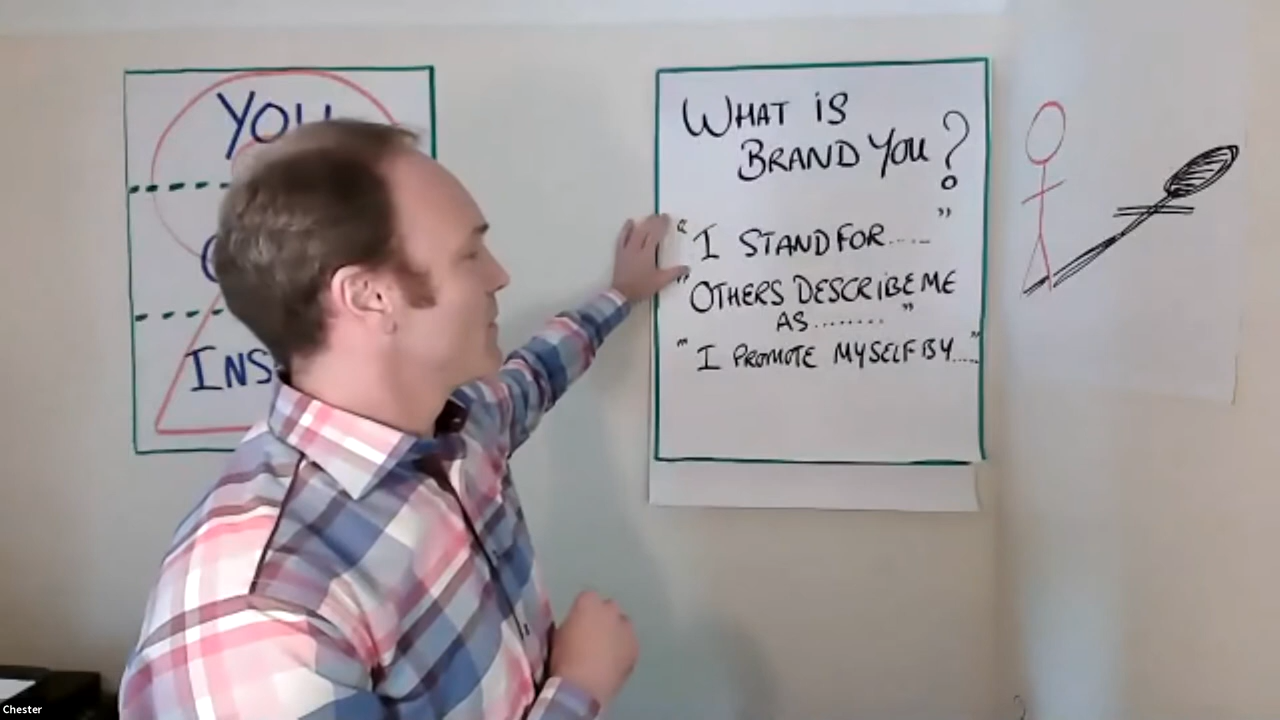 YOU
INS
WHAT is
BRAND YOU?
"I STAND FOR......"
"OTHERS DESCRiBE ME
AS........"
"I PROMOTE MYSELF BY...."
Chester